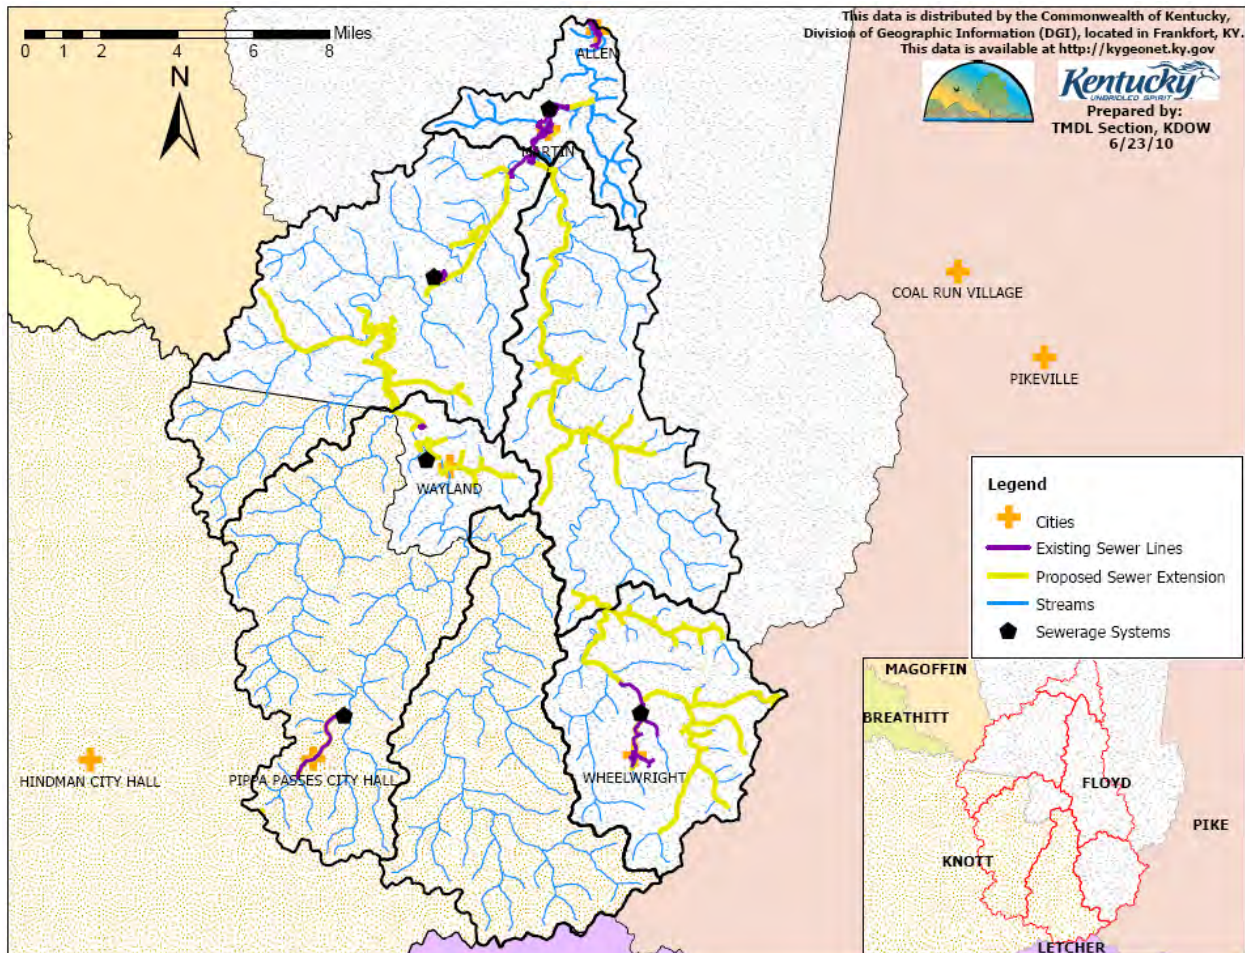 This data is distributed by the Commonwealth of Kentucky,
Division of Geographic Information (DGI), located in Frankfort, KY.
This data is available at http://kygeonet.ky.gov
Kentucky
UNBRIDLED SPIRIT
Prepared by:
TMDL Section, KDOW
6/23/10
Miles
0 1 2 4 6 8
N
ALLEN
MARTIN
COAL RUN VILLAGE
PIKEVILLE
WAYLAND
HINDMAN CITY HALL
PIPPA PASSES CITY HALL
WHEELWRIGHT
Legend
Cities
Existing Sewer Lines
Proposed Sewer Extension
Streams
Sewerage Systems
MAGOFFIN
BREATHITT
FLOYD
PIKE
KNOTT
LETCHER